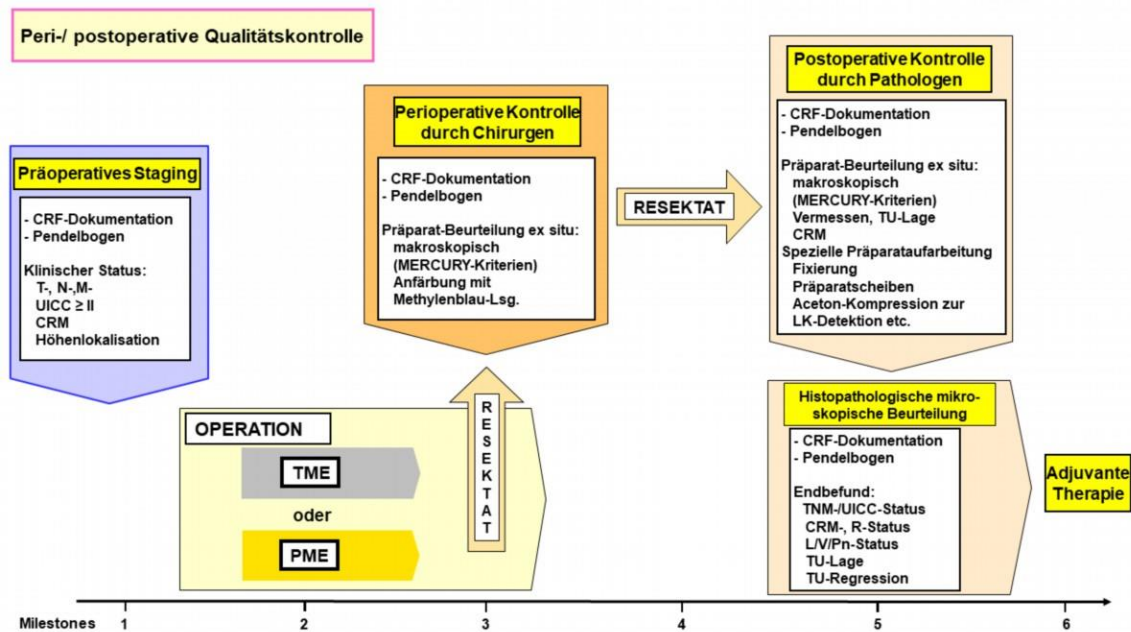 Peri-/ postoperative Qualitätskontrolle
Präoperatives Staging
- CRF-Dokumentation
- Pendelbogen
Klinischer Status:
T-, N-,M-
UICC ≥ II
CRM
Höhenlokalisation
OPERATION
TME
oder
PME
RESEKTAT
Perioperative Kontrolle
durch Chirurgen
- CRF-Dokumentation
- Pendelbogen
Präparat-Beurteilung ex situ:
makroskopisch
(MERCURY-Kriterien)
Anfärbung mit
Methylenblau-Lsg.
RESEKTAT
Postoperative Kontrolle
durch Pathologen
- CRF-Dokumentation
- Pendelbogen
Präparat-Beurteilung ex situ:
makroskopisch
(MERCURY-Kriterien)
Vermessen, TU-Lage
CRM
Spezielle Präparataufarbeitung
Fixierung
Präparatscheiben
Aceton-Kompression zur
LK-Detektion etc.
Histopathologische mikro-
skopische Beurteilung
- CRF-Dokumentation
- Pendelbogen
Endbefund:
TNM-/UICC-Status
CRM-, R-Status
L/V/Pn-Status
TU-Lage
TU-Regression
Adjuvante
Therapie
Milestones 1 2 3 4 5 6